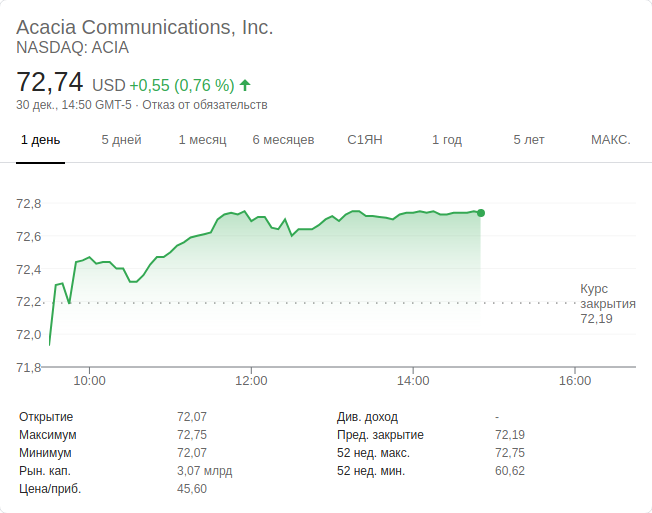 Acacia Communications, Inc.
NASDAQ: ACIA
72,74 USD +0,55 (0,76 %)
30 дек., 14:50 GMT-5 · Отказ от обязательств
1 день 5 дней 1 месяц 6 месяцев С1ЯН 1 год 5 лет МАКС.
72,8
72,6
72,4
72,2
72,0
71,8
Курс
закрытия
72,19
10:00 12:00 14:00 16:00
Открытие 72,07 Див. доход -
Максимум 72,75 Пред. закрытие 72,19
Минимум 72,07 52 нед. макс. 72,75
Рын. кап. 3,07 млрд 52 нед. мин. 60,62
Цена/приб. 45,60